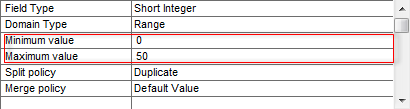 Field Type Short Integer
Domain Type Range
Minimum value 0
Maximum value 50
Split policy Duplicate
Merge policy Default Value